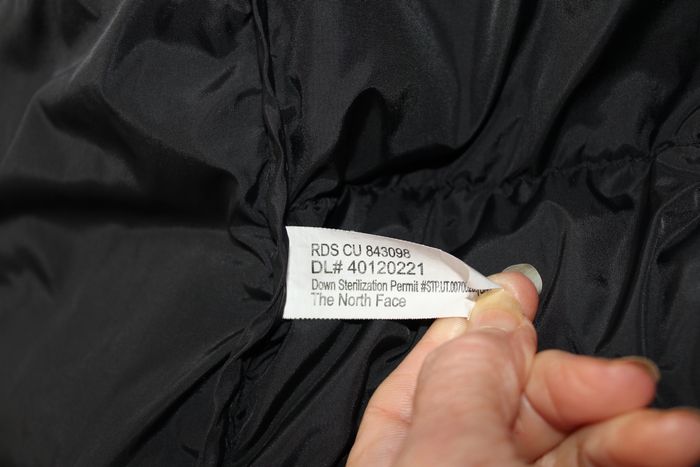 RDS CU 843098
DL# 40120221
Down Sterilization Permit
The North Face